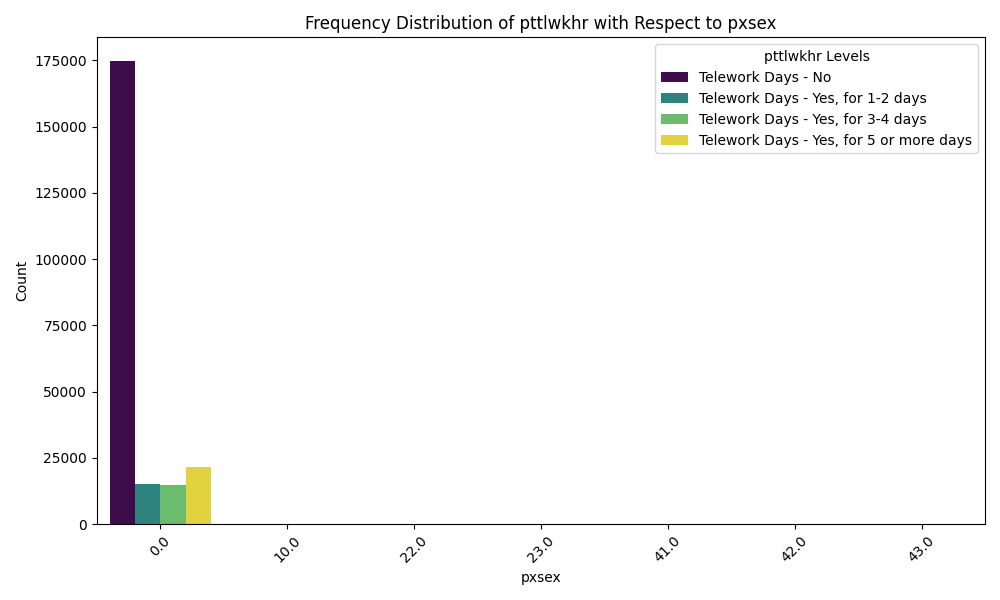 Frequency Distribution of pttlwkhr with Respect to pxsex
pttlwkhr Levels
Telework Days - No
Telework Days - Yes, for 1-2 days
Telework Days - Yes, for 3-4 days
Telework Days - Yes, for 5 or more days
175000
150000
125000
100000
75000
50000
25000
0
Count
0.0 10.0 22.0 23.0 41.0 42.0 43.0
pxsex